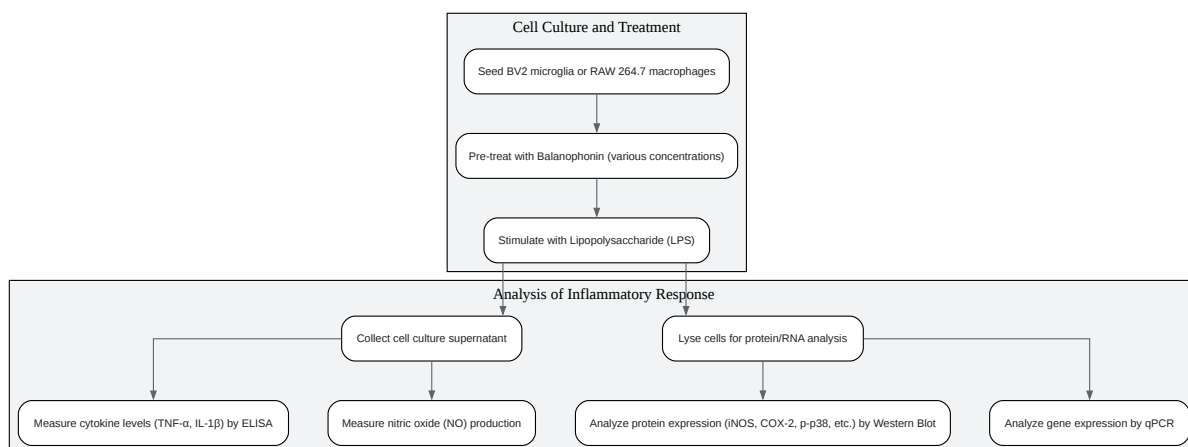 Cell Culture and Treatment
Seed BV2 microglia or RAW 264.7 macrophages
Pre-treat with Balanophonin (various concentrations)
Stimulate with Lipopolysaccharide (LPS)
Analysis of Inflammatory Response
Collect cell culture supernatant
Lyse cells for protein/RNA analysis
Measure cytokine levels (TNF-α, IL-1β) by ELISA
Measure nitric oxide (NO) production
Analyze protein expression (iNOS, COX-2, p-p38, etc.) by Western Blot
Analyze gene expression by qPCR